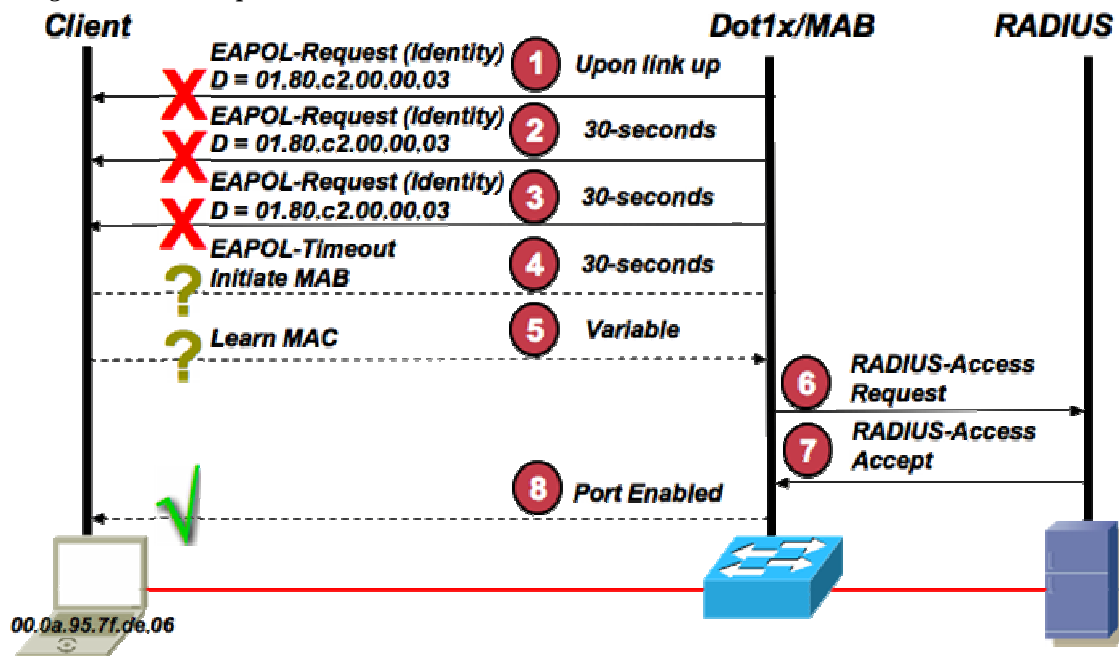 Client
Dot1x/MAB
RADIUS
EAPOL-Request (Identity)
D = 01.80.c2.00.00.03
1
Upon link up
EAPOL-Request (Identity)
D = 01.80.c2.00.00.03
2
30-seconds
EAPOL-Request (Identity)
D = 01.80.c2.00.00.03
3
30-seconds
EAPOL-Timeout
Initiate MAB
4
30-seconds
?
Learn MAC
5
Variable
?
6
RADIUS-Access
Request
7
RADIUS-Access
Accept
8
Port Enabled
00.0a.95.7f.de.06